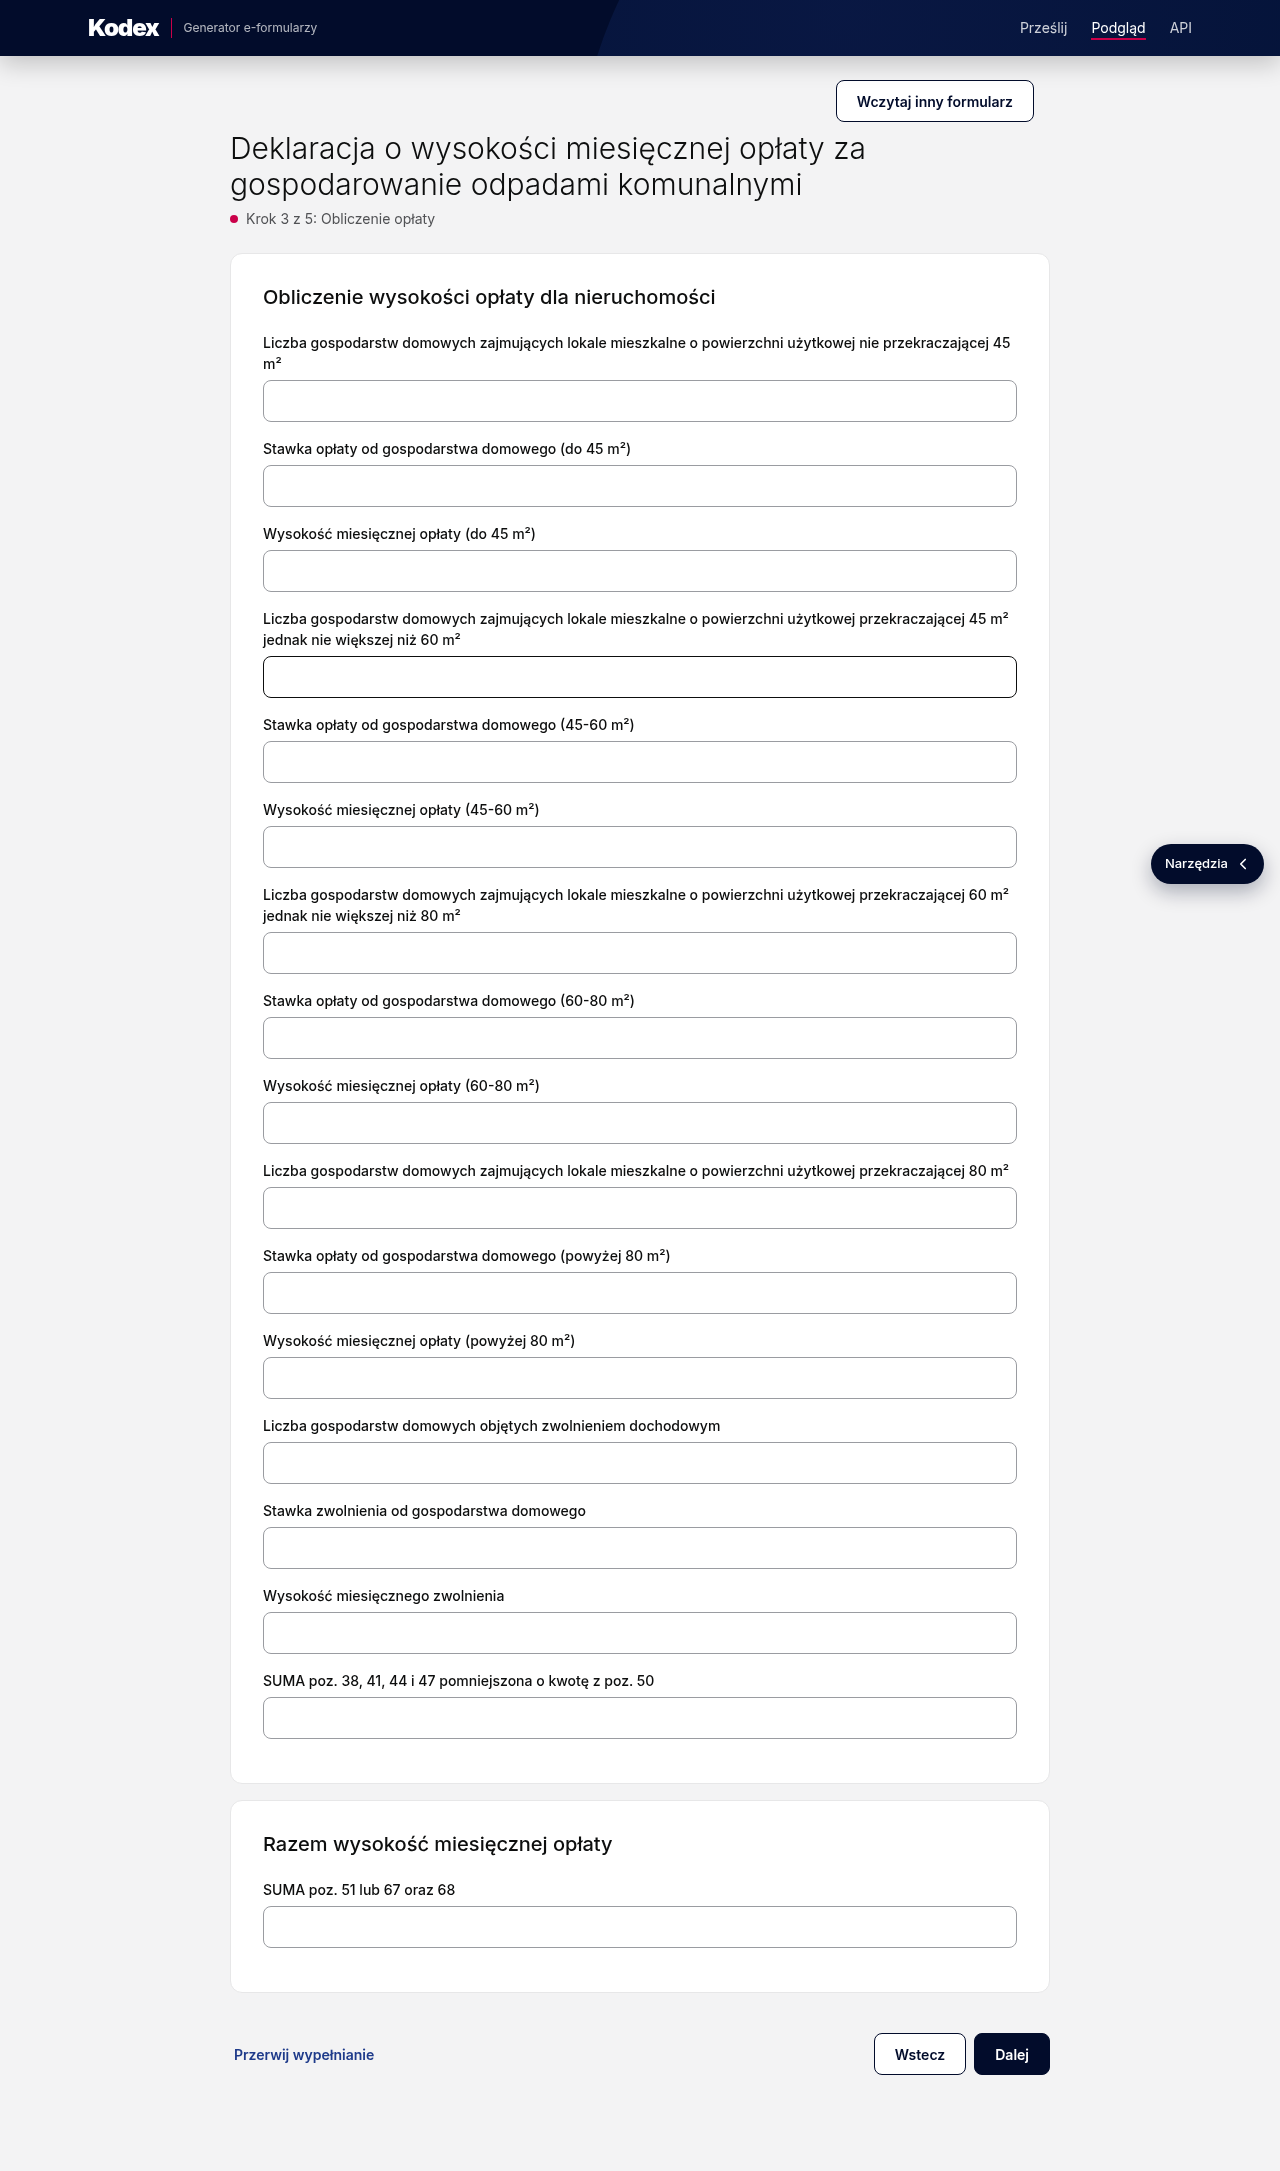 Kodex
Generator e-formularzy
Prześlij
Podgląd
API
Wczytaj inny formularz
Deklaracja o wysokości miesięcznej opłaty za
gospodarowanie odpadami komunalnymi
Krok 3 z 5: Obliczenie opłaty
Obliczenie wysokości opłaty dla nieruchomości
Liczba gospodarstw domowych zajmujących lokale mieszkalne o powierzchni użytkowej nie przekraczającej 45
m²
Stawka opłaty od gospodarstwa domowego (do 45 m²)
Wysokość miesięcznej opłaty (do 45 m²)
Liczba gospodarstw domowych zajmujących lokale mieszkalne o powierzchni użytkowej przekraczającej 45 m²
jednak nie większej niż 60 m²
Stawka opłaty od gospodarstwa domowego (45-60 m²)
Wysokość miesięcznej opłaty (45-60 m²)
Narzędzia
Liczba gospodarstw domowych zajmujących lokale mieszkalne o powierzchni użytkowej przekraczającej 60 m²
jednak nie większej niż 80 m²
Stawka opłaty od gospodarstwa domowego (60-80 m²)
Wysokość miesięcznej opłaty (60-80 m²)
Liczba gospodarstw domowych zajmujących lokale mieszkalne o powierzchni użytkowej przekraczającej 80 m²
Stawka opłaty od gospodarstwa domowego (powyżej 80 m²)
Wysokość miesięcznej opłaty (powyżej 80 m²)
Liczba gospodarstw domowych objętych zwolnieniem dochodowym
Stawka zwolnienia od gospodarstwa domowego
Wysokość miesięcznego zwolnienia
SUMA poz. 38, 41, 44 i 47 pomniejszona o kwotę z poz. 50
Razem wysokość miesięcznej opłaty
SUMA poz. 51 lub 67 oraz 68
Przerwij wypełnianie
Wstecz
Dalej